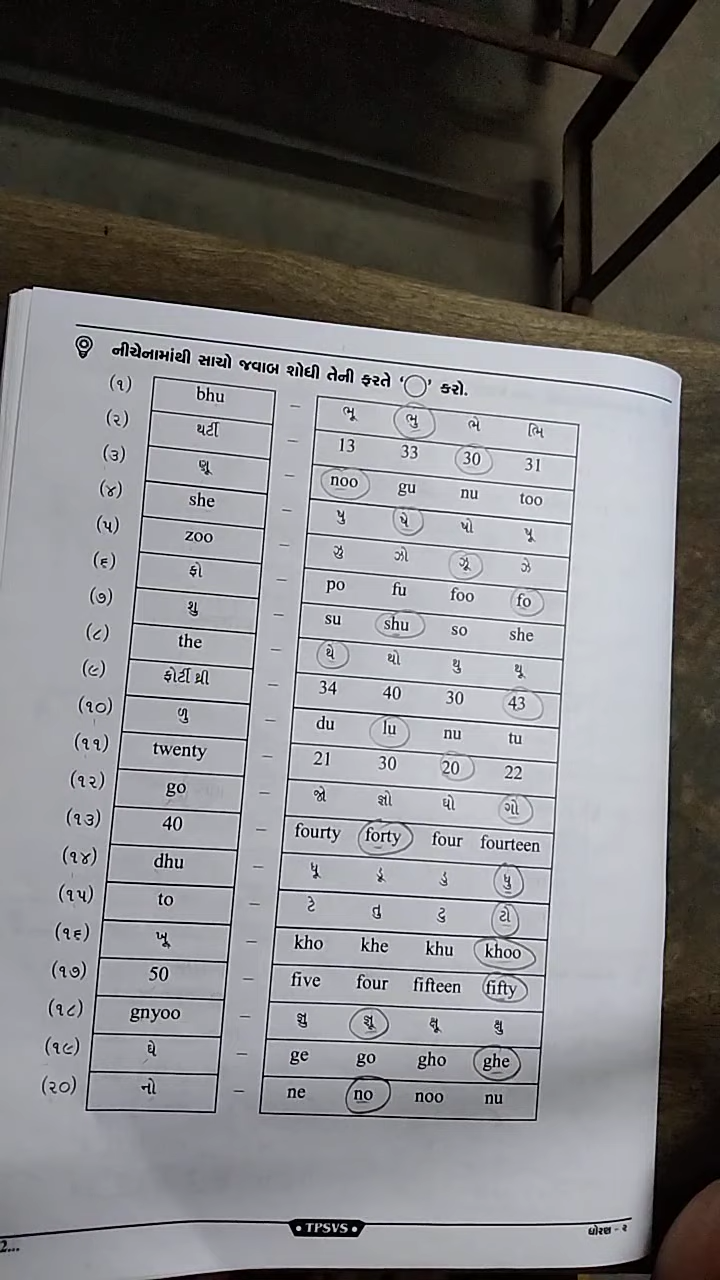 નીચેનામાંથી સાચો જવાબ શોધી તેની ફરતે ‘◯’ કરો.
(૧) bhu – ભૂ ભુ ભે ભિ
(૨) થર્ટી – 13 33 30 31
(૩) ણૂ – noo gu nu too
(૪) she – ષુ ષે ષો ષૂ
(૫) zoo – ઝુ ઝો ઝૂ ઝે
(૬) ફો – po fu foo fo
(૭) શુ – su shu so she
(૮) the – થે થો થુ થૂ
(૯) ફોર્ટી થ્રી – 34 40 30 43
(૧૦) ળુ – du lu nu tu
(૧૧) twenty – 21 30 20 22
(૧૨) go – જો જ્ઞો ઘો ગો
(૧૩) 40 – fourty forty four fourteen
(૧૪) dhu – ધૂ ડૂ ડુ ધુ
(૧૫) to – ટે તુ ટુ ટો
(૧૬) ખૂ – kho khe khu khoo
(૧૭) 50 – five four fifteen fifty
(૧૮) gnyoo – જ્ઞુ જ્ઞૂ ક્ષૂ ક્ષુ
(૧૯) ઘે – ge go gho ghe
(૨૦) નો – ne no noo nu
2... • TPSVS • ધોરણ - ૨